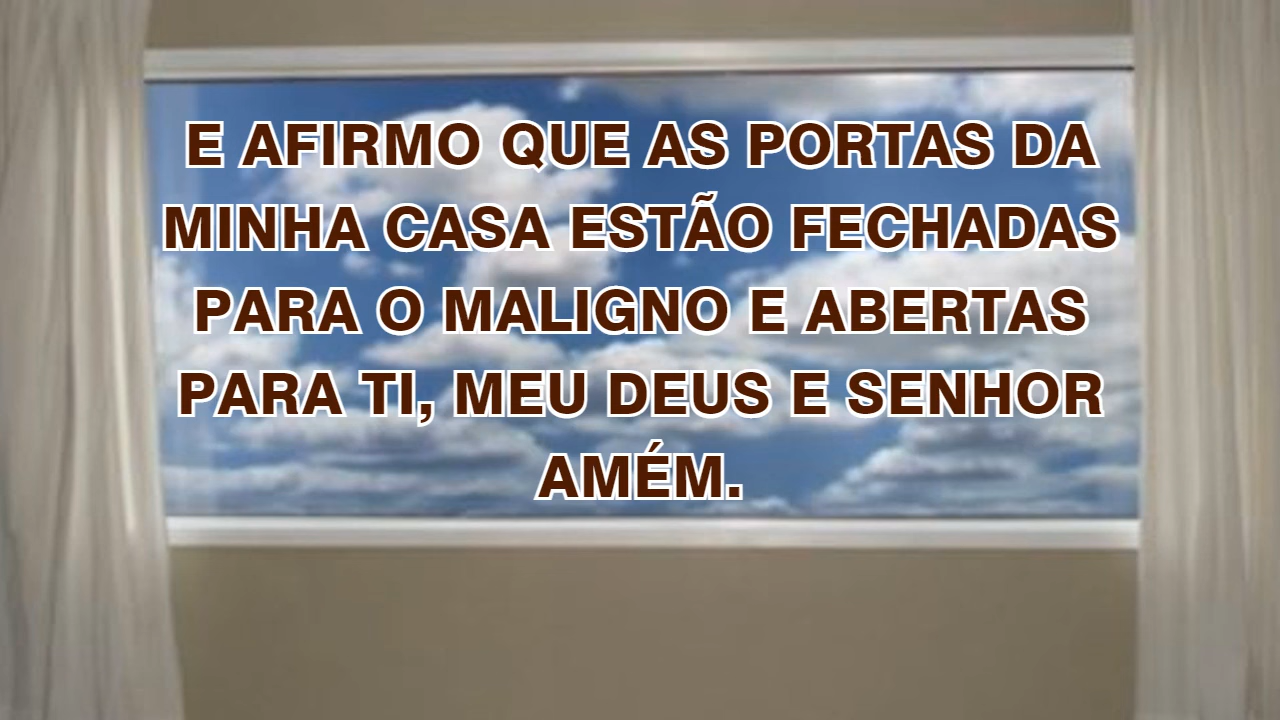 E AFIRMO QUE AS PORTAS DA
MINHA CASA ESTÃO FECHADAS
PARA O MALIGNO E ABERTAS
PARA TI, MEU DEUS E SENHOR
AMÉM.